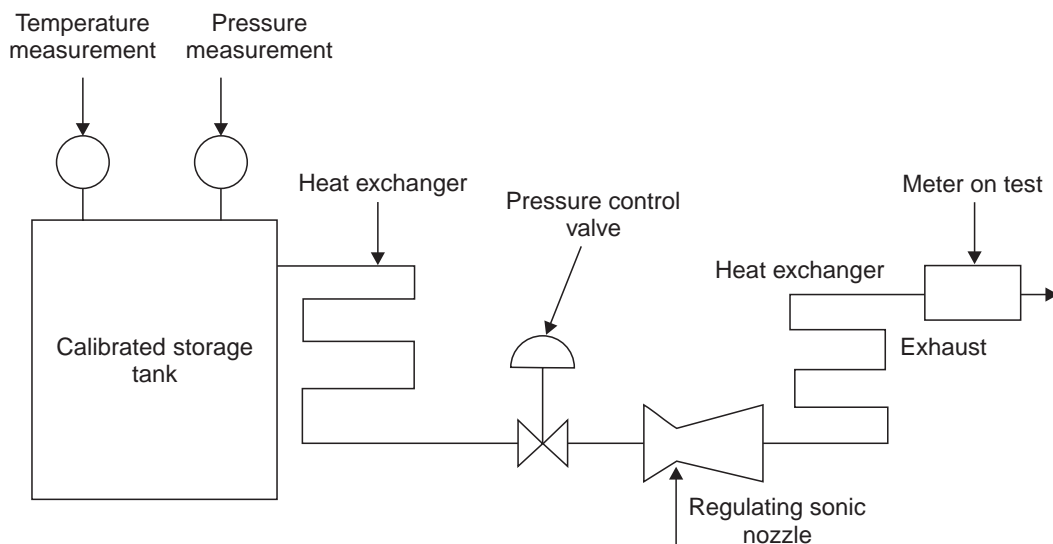 Temperature
measurement
Pressure
measurement
Heat exchanger
Pressure control
valve
Meter on test
Heat exchanger
Calibrated storage
tank
Exhaust
Regulating sonic
nozzle